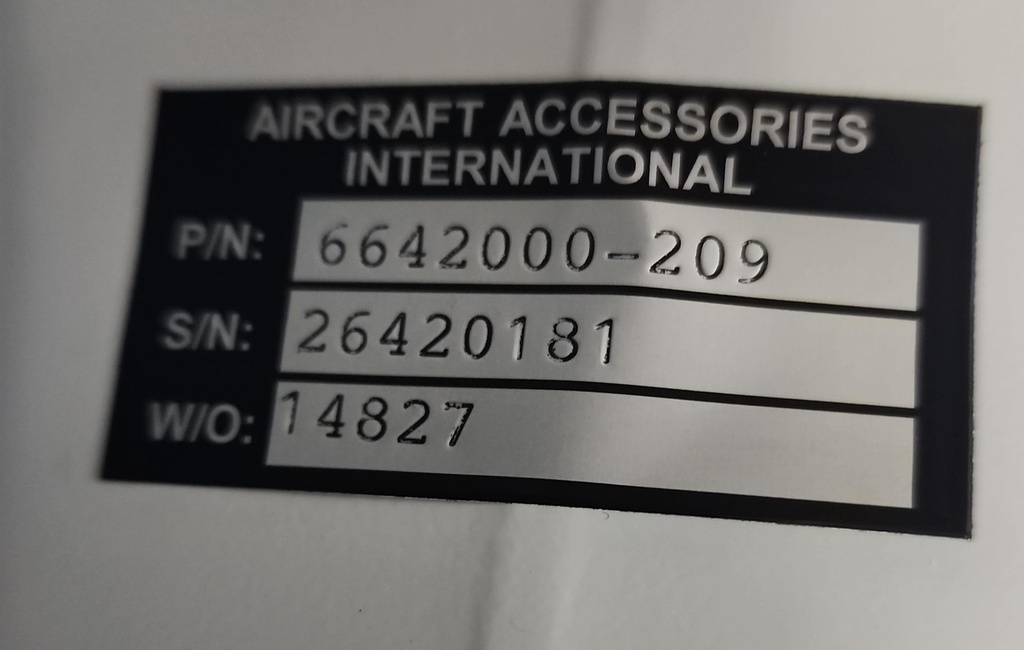 AIRCRAFT ACCESSORIES
INTERNATIONAL
P/N: 6642000-209
S/N: 26420181
W/O: 14827